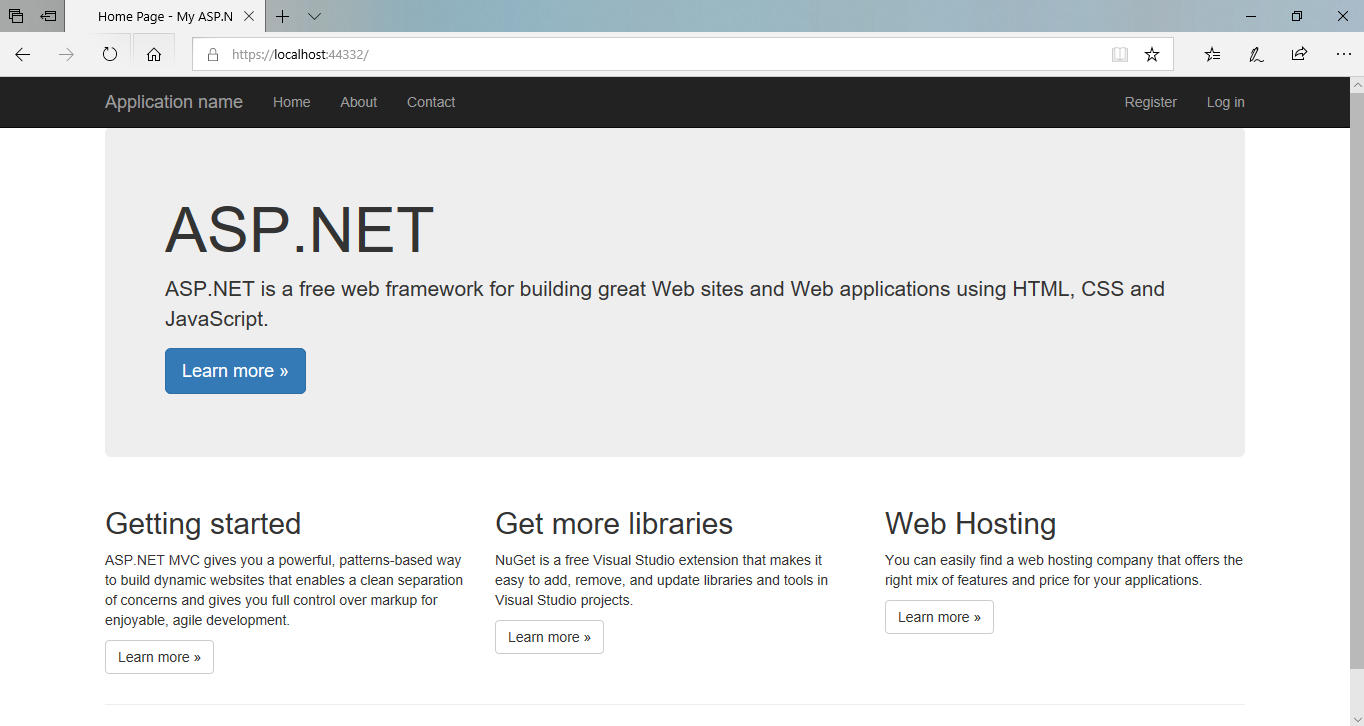 Home Page - My ASP.N
https://localhost:44332/
Application name Home About Contact Register Log in
ASP.NET
ASP.NET is a free web framework for building great Web sites and Web applications using HTML, CSS and
JavaScript.
Learn more »
Getting started
ASP.NET MVC gives you a powerful, patterns-based way
to build dynamic websites that enables a clean separation
of concerns and gives you full control over markup for
enjoyable, agile development.
Learn more »
Get more libraries
NuGet is a free Visual Studio extension that makes it
easy to add, remove, and update libraries and tools in
Visual Studio projects.
Learn more »
Web Hosting
You can easily find a web hosting company that offers the
right mix of features and price for your applications.
Learn more »